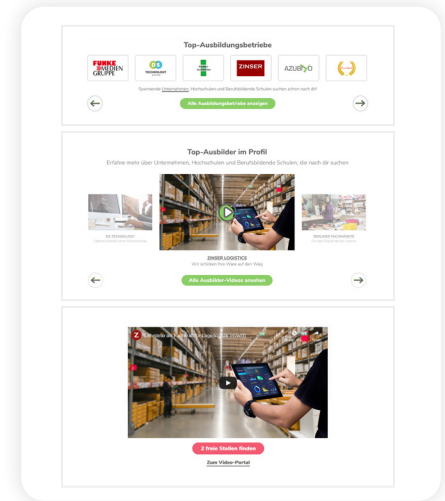 Top-Ausbildungsbetriebe
FUNKE
MEDIEN
GRUPPE
DS
TECHNOLOGY
ZINSER
AZUBIYO
Spannende Unternehmen, Hochschulen und Berufsbildende Schulen suchen schon nach dir!
Alle Ausbildungsbetriebe anzeigen
Top-Ausbilder im Profil
Erfahre mehr über Unternehmen, Hochschulen und Berufsbildende Schulen, die nach dir suchen
DS TECHNOLOGY
ZINSER LOGISTICS
Wir schicken Ihre Ware auf den Weg
Alle Ausbilder-Videos ansehen
Z
2 freie Stellen finden
Zum Video-Portal